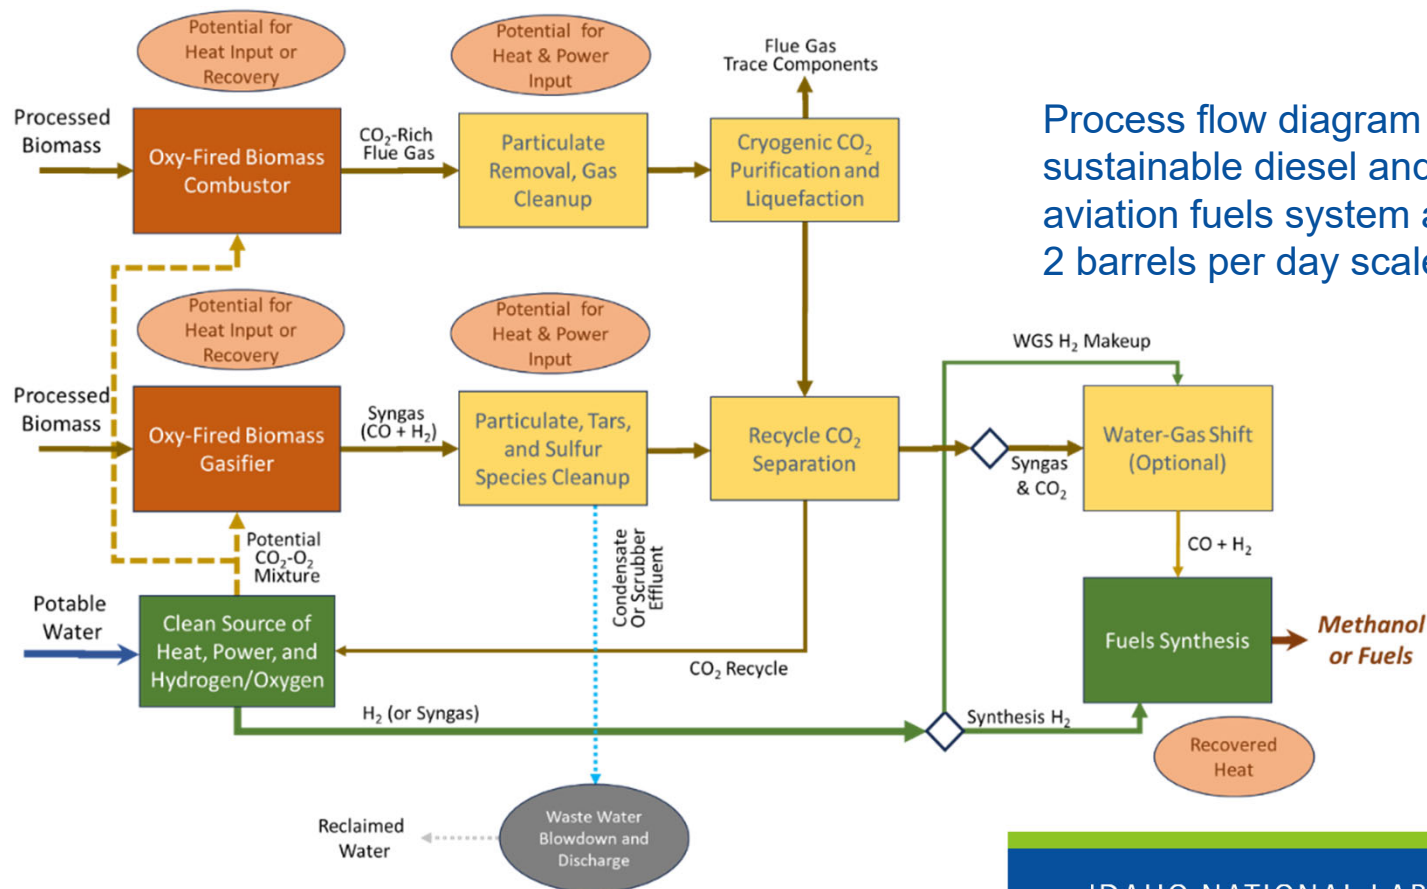 Potential for
Heat Input or
Recovery
Potential for
Heat & Power
Input
Flue Gas
Trace Components
Processed
Biomass
Oxy-Fired Biomass
Combustor
CO₂-Rich
Flue Gas
Particulate
Removal, Gas
Cleanup
Cryogenic CO₂
Purification and
Liquefaction
Process flow diagram
sustainable diesel and
aviation fuels system a
2 barrels per day scale
Potential for
Heat Input or
Recovery
Potential for
Heat & Power
Input
WGS H₂ Makeup
Processed
Biomass
Oxy-Fired Biomass
Gasifier
Syngas
(CO + H₂)
Particulate, Tars,
and Sulfur
Species Cleanup
Recycle CO₂
Separation
Syngas
& CO₂
Water-Gas Shift
(Optional)
Potential
CO₂-O₂
Mixture
Condensate
Or Scrubber
Effluent
CO + H₂
Potable
Water
Clean Source of
Heat, Power, and
Hydrogen/Oxygen
CO₂ Recycle
Fuels Synthesis
Methanol
or Fuels
H₂ (or Syngas)
Synthesis H₂
Recovered
Heat
Reclaimed
Water
Waste Water
Blowdown and
Discharge
IDAHO NATIONAL LAB